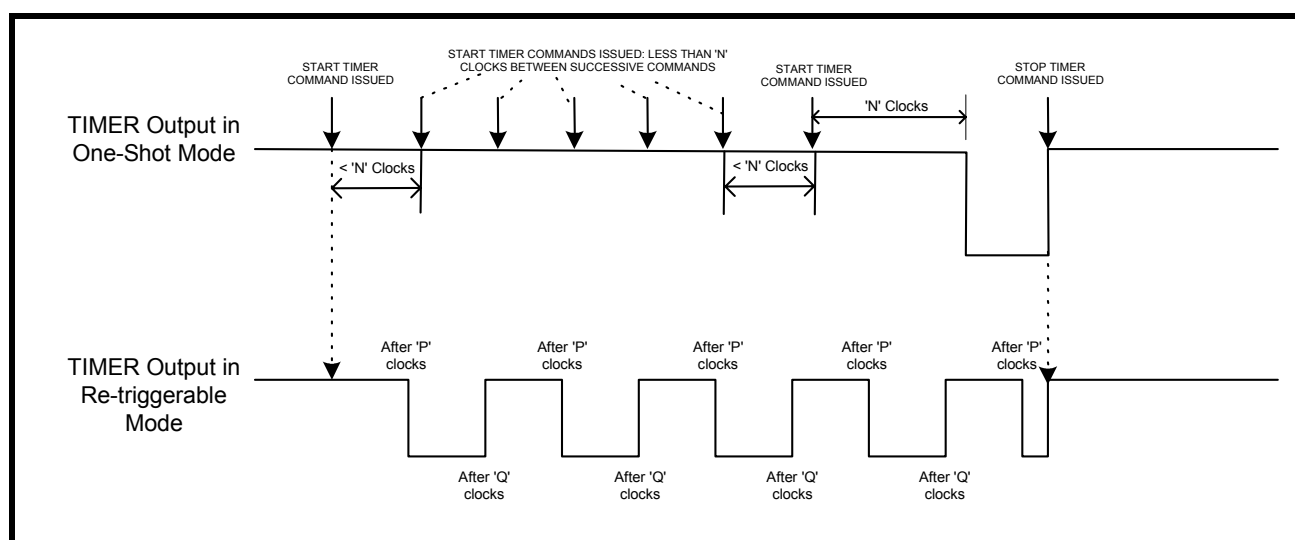 START TIMER
COMMAND ISSUED
START TIMER COMMANDS ISSUED: LESS THAN 'N'
CLOCKS BETWEEN SUCCESSIVE COMMANDS
START TIMER
COMMAND ISSUED
STOP TIMER
COMMAND ISSUED
'N' Clocks
TIMER Output in
One-Shot Mode
< 'N' Clocks
< 'N' Clocks
After 'P'
clocks
After 'P'
clocks
After 'P'
clocks
After 'P'
clocks
After 'P'
clocks
TIMER Output in
Re-triggerable
Mode
After 'Q'
clocks
After 'Q'
clocks
After 'Q'
clocks
After 'Q'
clocks